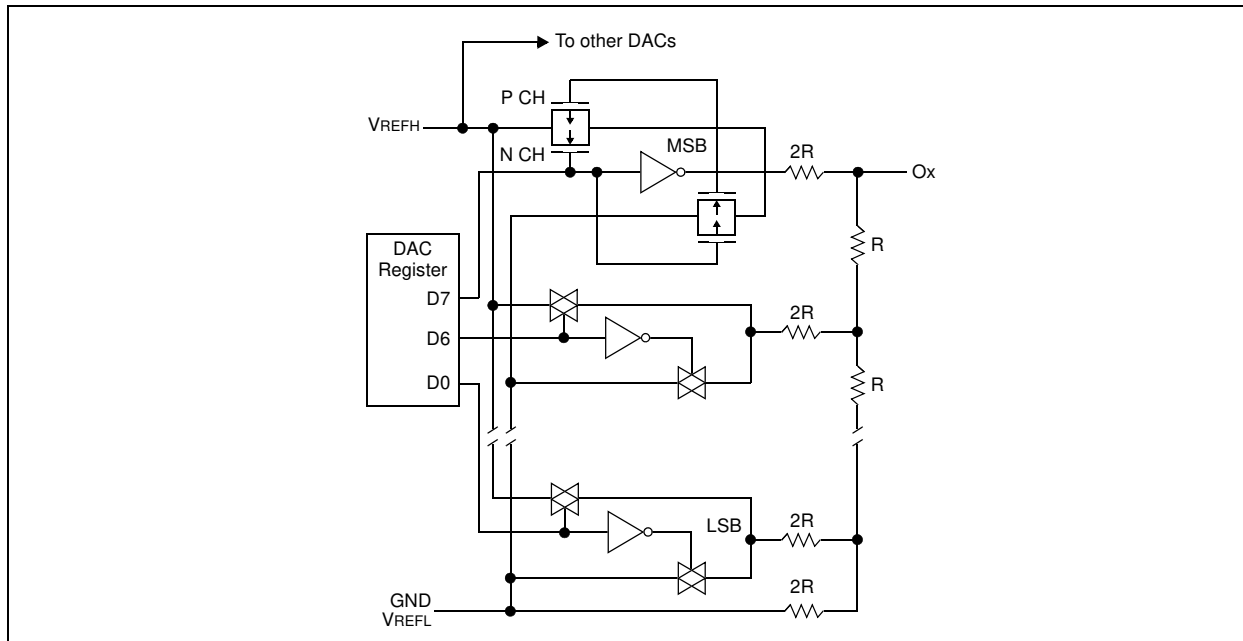 To other DACs
P CH
VREFH
N CH
MSB
2R
Ox
R
DAC
Register
D7
D6
2R
D0
R
LSB
2R
2R
GND
VREFL